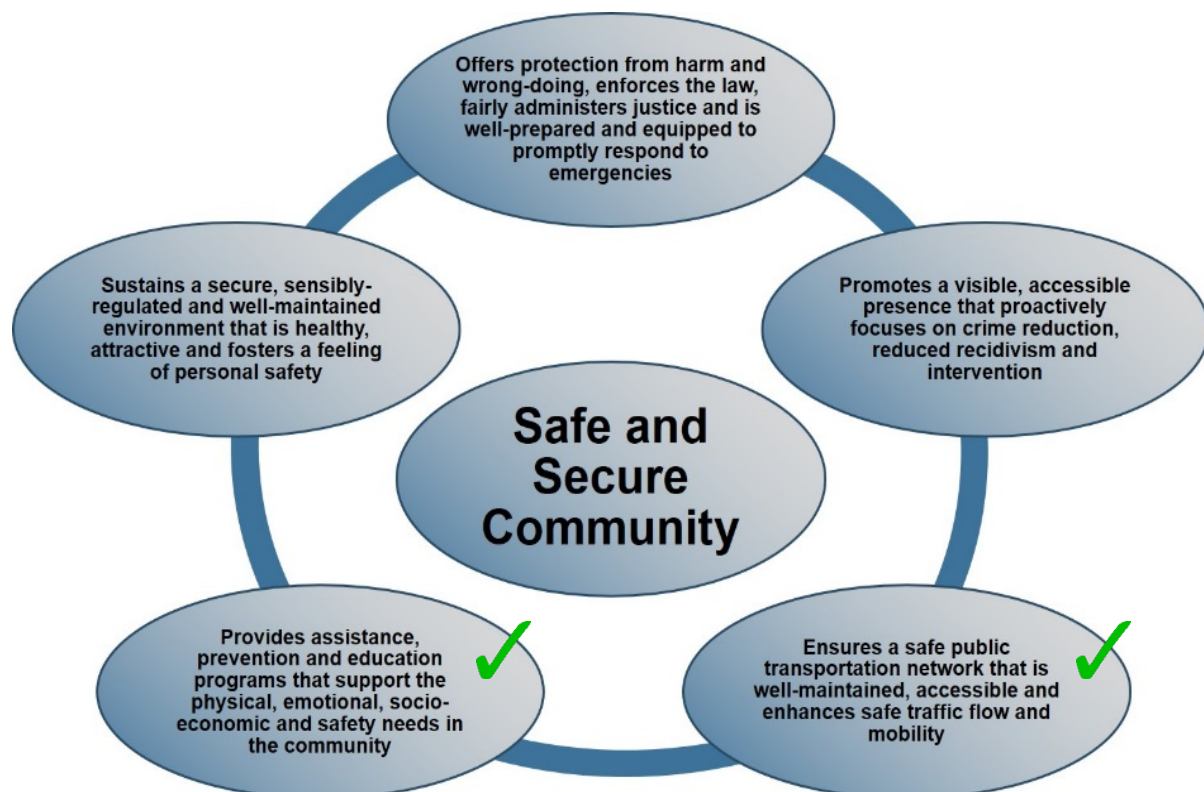 Offers protection from harm and
wrong-doing, enforces the law,
fairly administers justice and is
well-prepared and equipped to
promptly respond to
emergencies
Sustains a secure, sensibly-
regulated and well-maintained
environment that is healthy,
attractive and fosters a feeling
of personal safety
Promotes a visible, accessible
presence that proactively
focuses on crime reduction,
reduced recidivism and
intervention
Safe and
Secure
Community
Provides assistance,
prevention and education
programs that support the
physical, emotional, socio-
economic and safety needs in
the community
Ensures a safe public
transportation network that is
well-maintained, accessible and
enhances safe traffic flow and
mobility